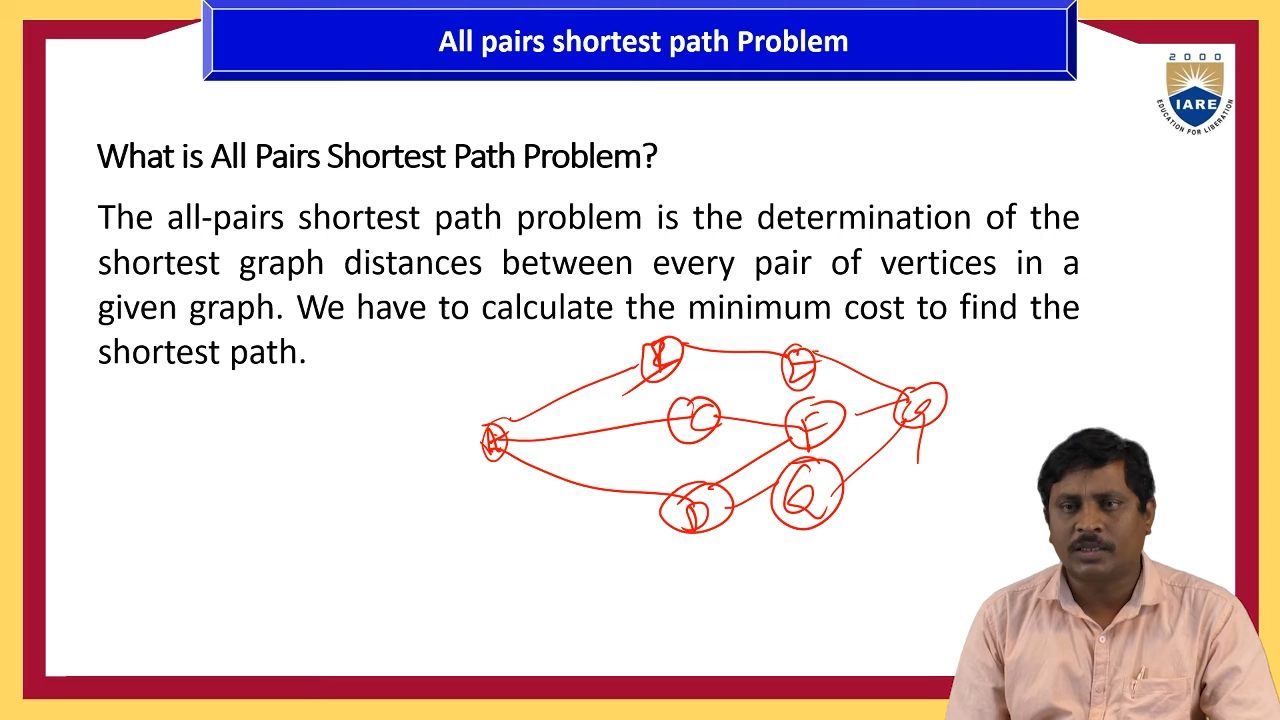 All pairs shortest path Problem
2000
IARE
EDUCATION FOR LIBERATION
What is All Pairs Shortest Path Problem?
The all-pairs shortest path problem is the determination of the
shortest graph distances between every pair of vertices in a
given graph. We have to calculate the minimum cost to find the
shortest path.
E
A
C
F
D
G